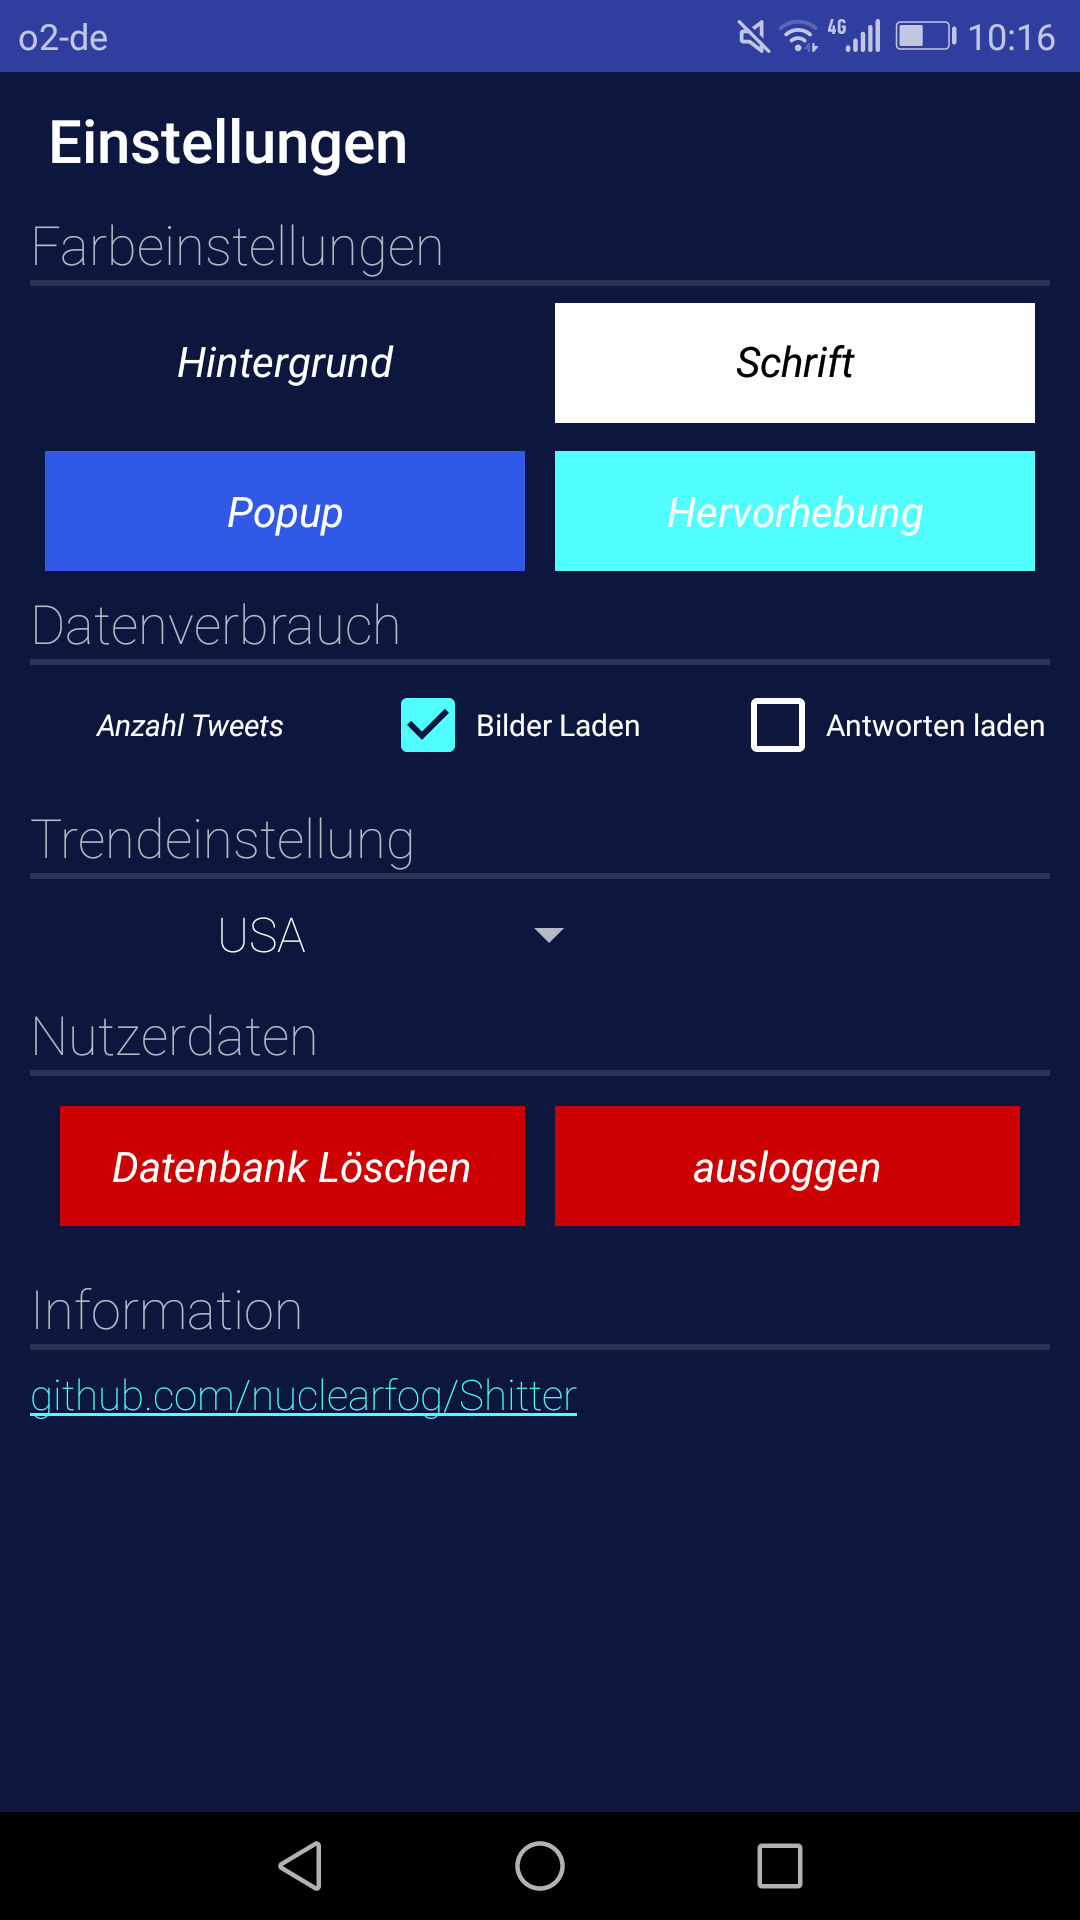 o2-de 4G 10:16
Einstellungen
Farbeinstellungen
Hintergrund Schrift
Popup Hervorhebung
Datenverbrauch
Anzahl Tweets Bilder Laden Antworten laden
Trendeinstellung
USA
Nutzerdaten
Datenbank Löschen ausloggen
Information
github.com/nuclearfog/Shitter